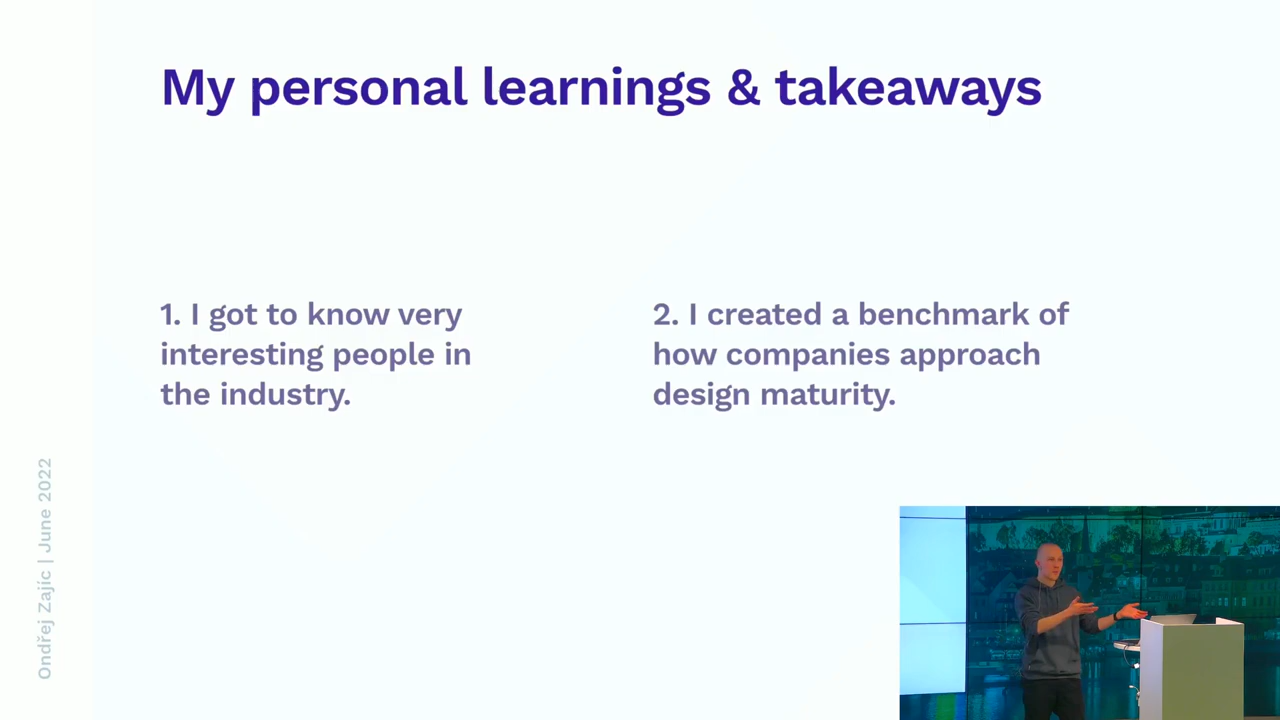 My personal learnings & takeaways
1. I got to know very
interesting people in
the industry.
2. I created a benchmark of
how companies approach
design maturity.
Ondřej Zajíc | June 2022